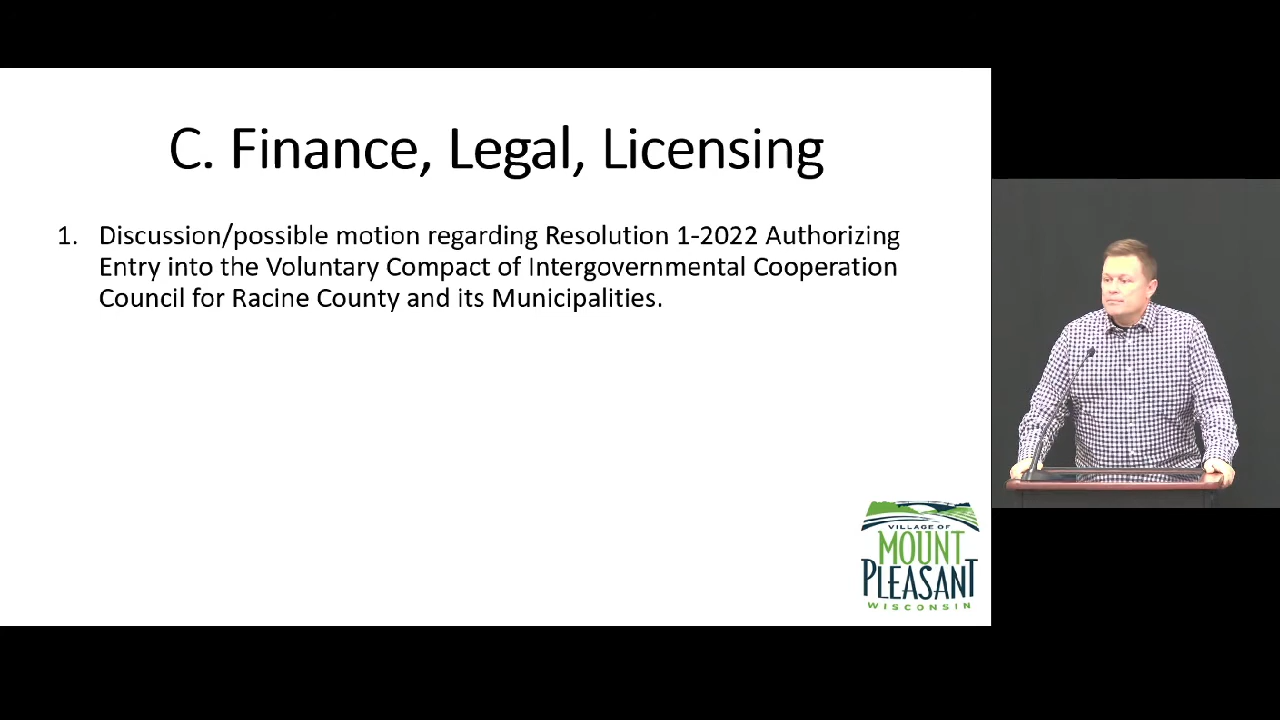 C. Finance, Legal, Licensing
1. Discussion/possible motion regarding Resolution 1-2022 Authorizing
Entry into the Voluntary Compact of Intergovernmental Cooperation
Council for Racine County and its Municipalities.
VILLAGE OF
MOUNT
PLEASANT
WISCONSIN